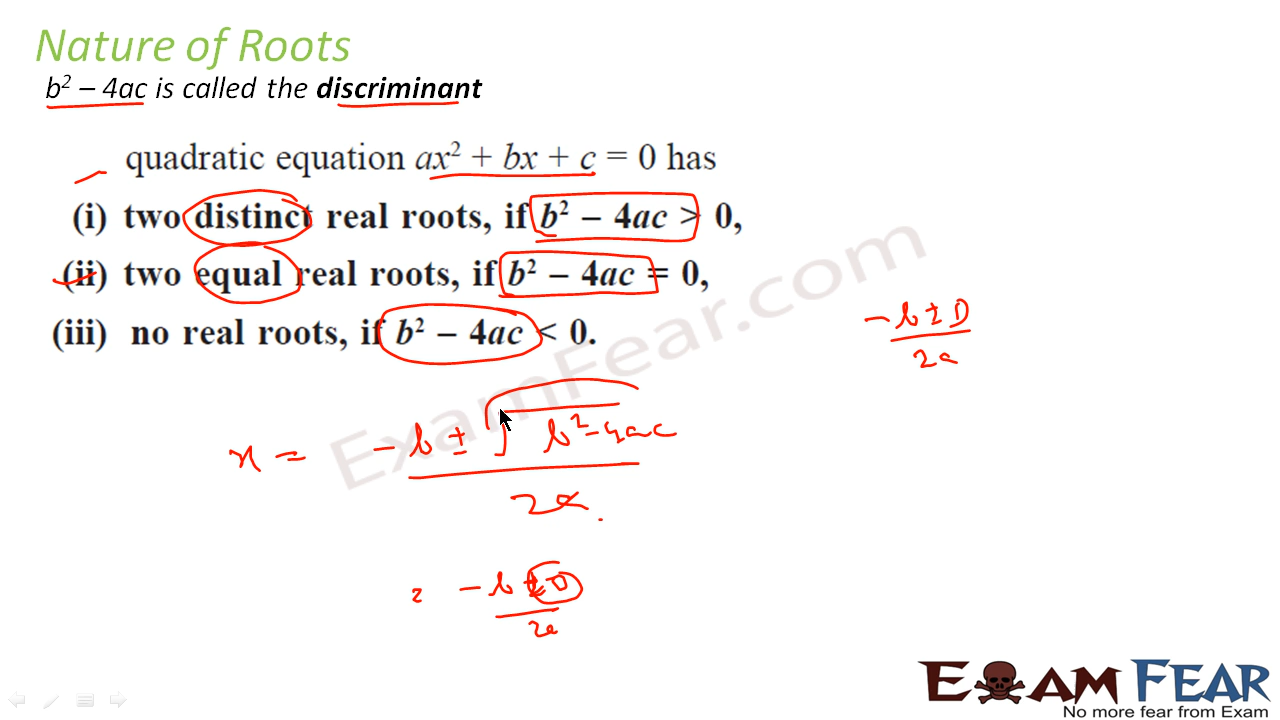 Nature of Roots
b² – 4ac is called the discriminant
quadratic equation ax² + bx + c = 0 has
(i) two distinct real roots, if b² – 4ac > 0,
(ii) two equal real roots, if b² – 4ac = 0,
(iii) no real roots, if b² – 4ac < 0.
ExamFear.com
-b ± D
2a
x = -b ± √b²-4ac
2a.
= -b ± D
2a
EXAM FEAR
No more fear from Exam